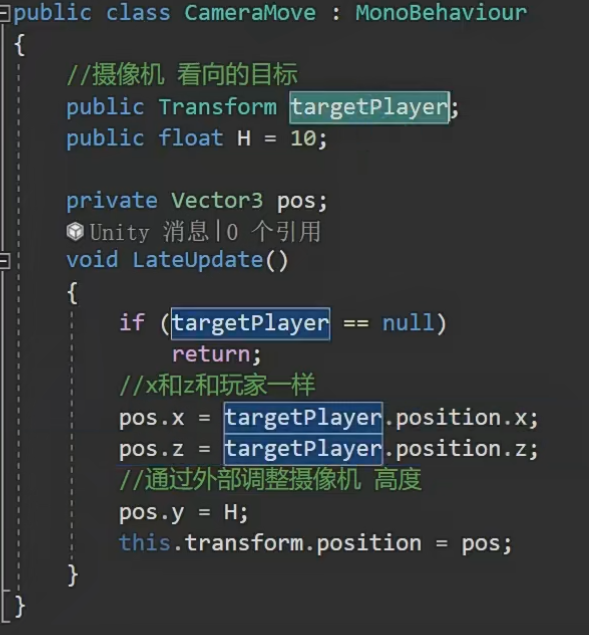 public class CameraMove : MonoBehaviour
{
//摄像机 看向的目标
public Transform targetPlayer;
public float H = 10;
private Vector3 pos;
Unity 消息|0 个引用
void LateUpdate()
{
if (targetPlayer == null)
return;
//x和z和玩家一样
pos.x = targetPlayer.position.x;
pos.z = targetPlayer.position.z;
//通过外部调整摄像机 高度
pos.y = H;
this.transform.position = pos;
}
}